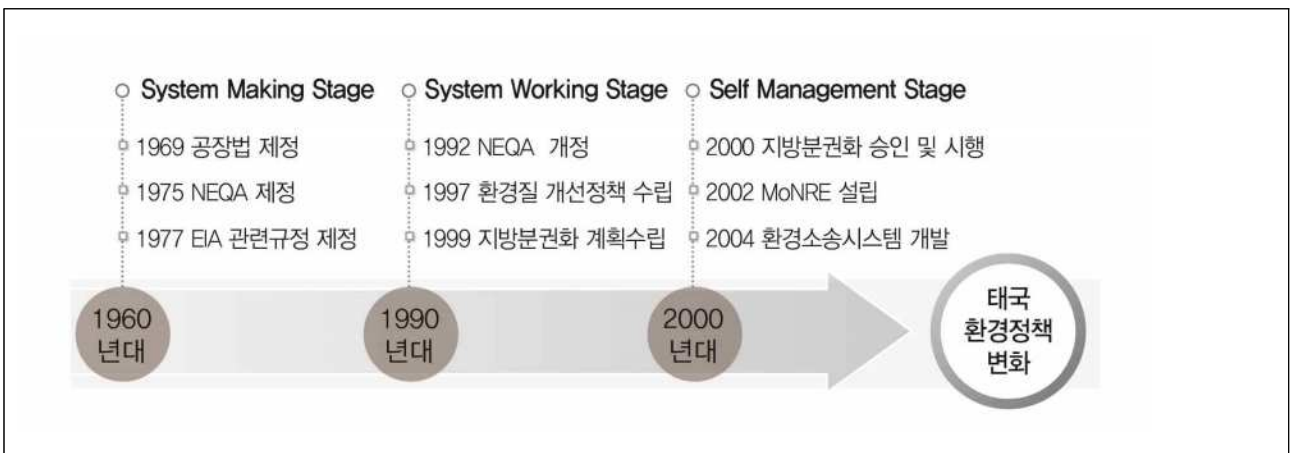 System Making Stage
1969 공장법 제정
1975 NEQA 제정
1977 EIA 관련규정 제정
1960
년대
System Working Stage
1992 NEQA 개정
1997 환경질 개선정책 수립
1999 지방분권화 계획수립
1990
년대
Self Management Stage
2000 지방분권화 승인 및 시행
2002 MoNRE 설립
2004 환경소송시스템 개발
2000
년대
태국
환경정책
변화